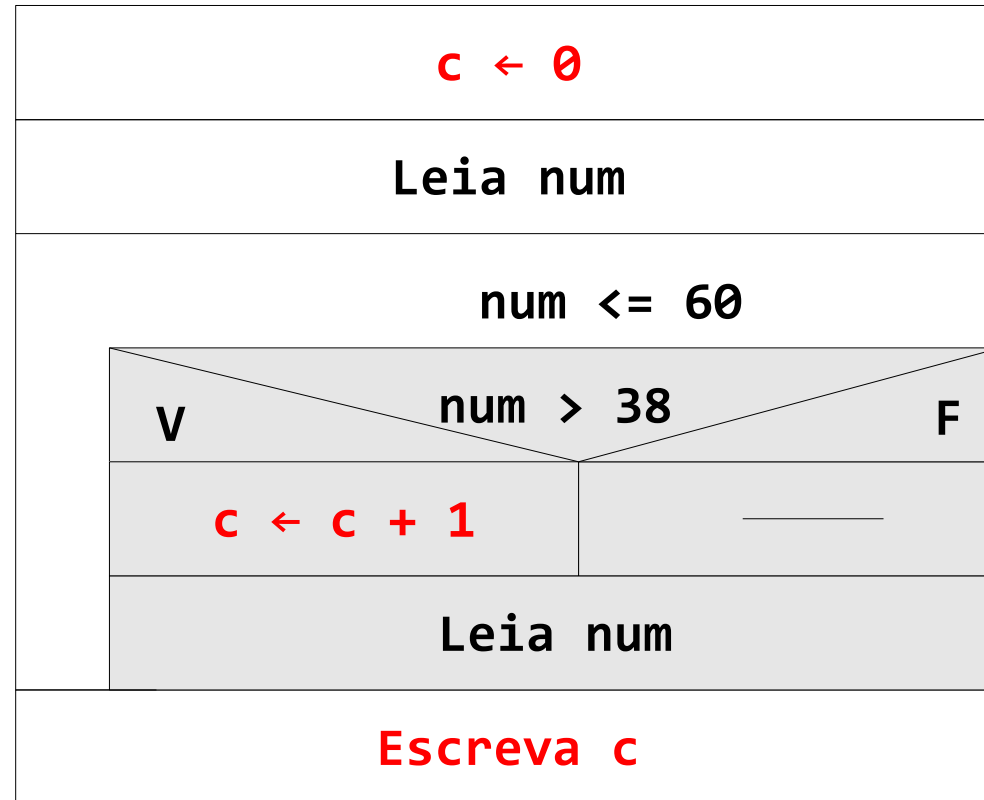 c ← 0
Leia num
num <= 60
num > 38
V
F
c ← c + 1
Leia num
Escreva c